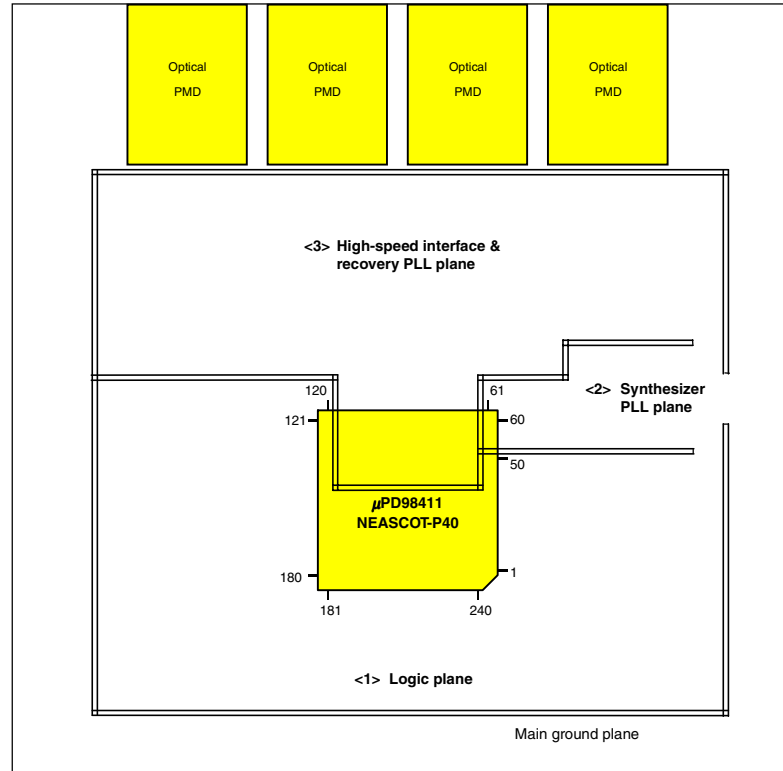 Optical
PMD
Optical
PMD
Optical
PMD
Optical
PMD
<3> High-speed interface &
recovery PLL plane
120
61
<2> Synthesizer
PLL plane
121
60
50
µPD98411
NEASCOT-P40
180
1
181
240
<1> Logic plane
Main ground plane